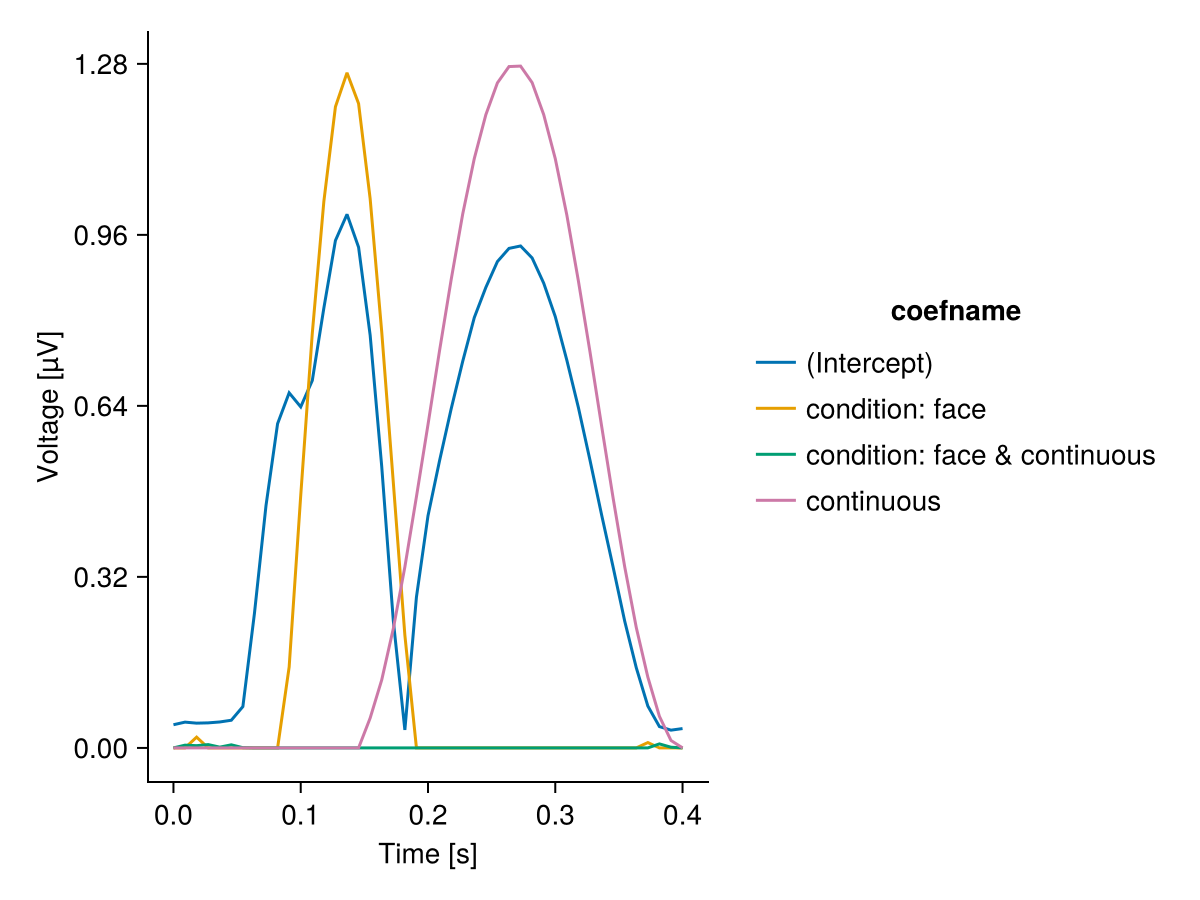 1.28
0.96
0.64
0.32
0.00
Voltage [µV]
0.0 0.1 0.2 0.3 0.4
Time [s]
coefname
(Intercept)
condition: face
condition: face & continuous
continuous